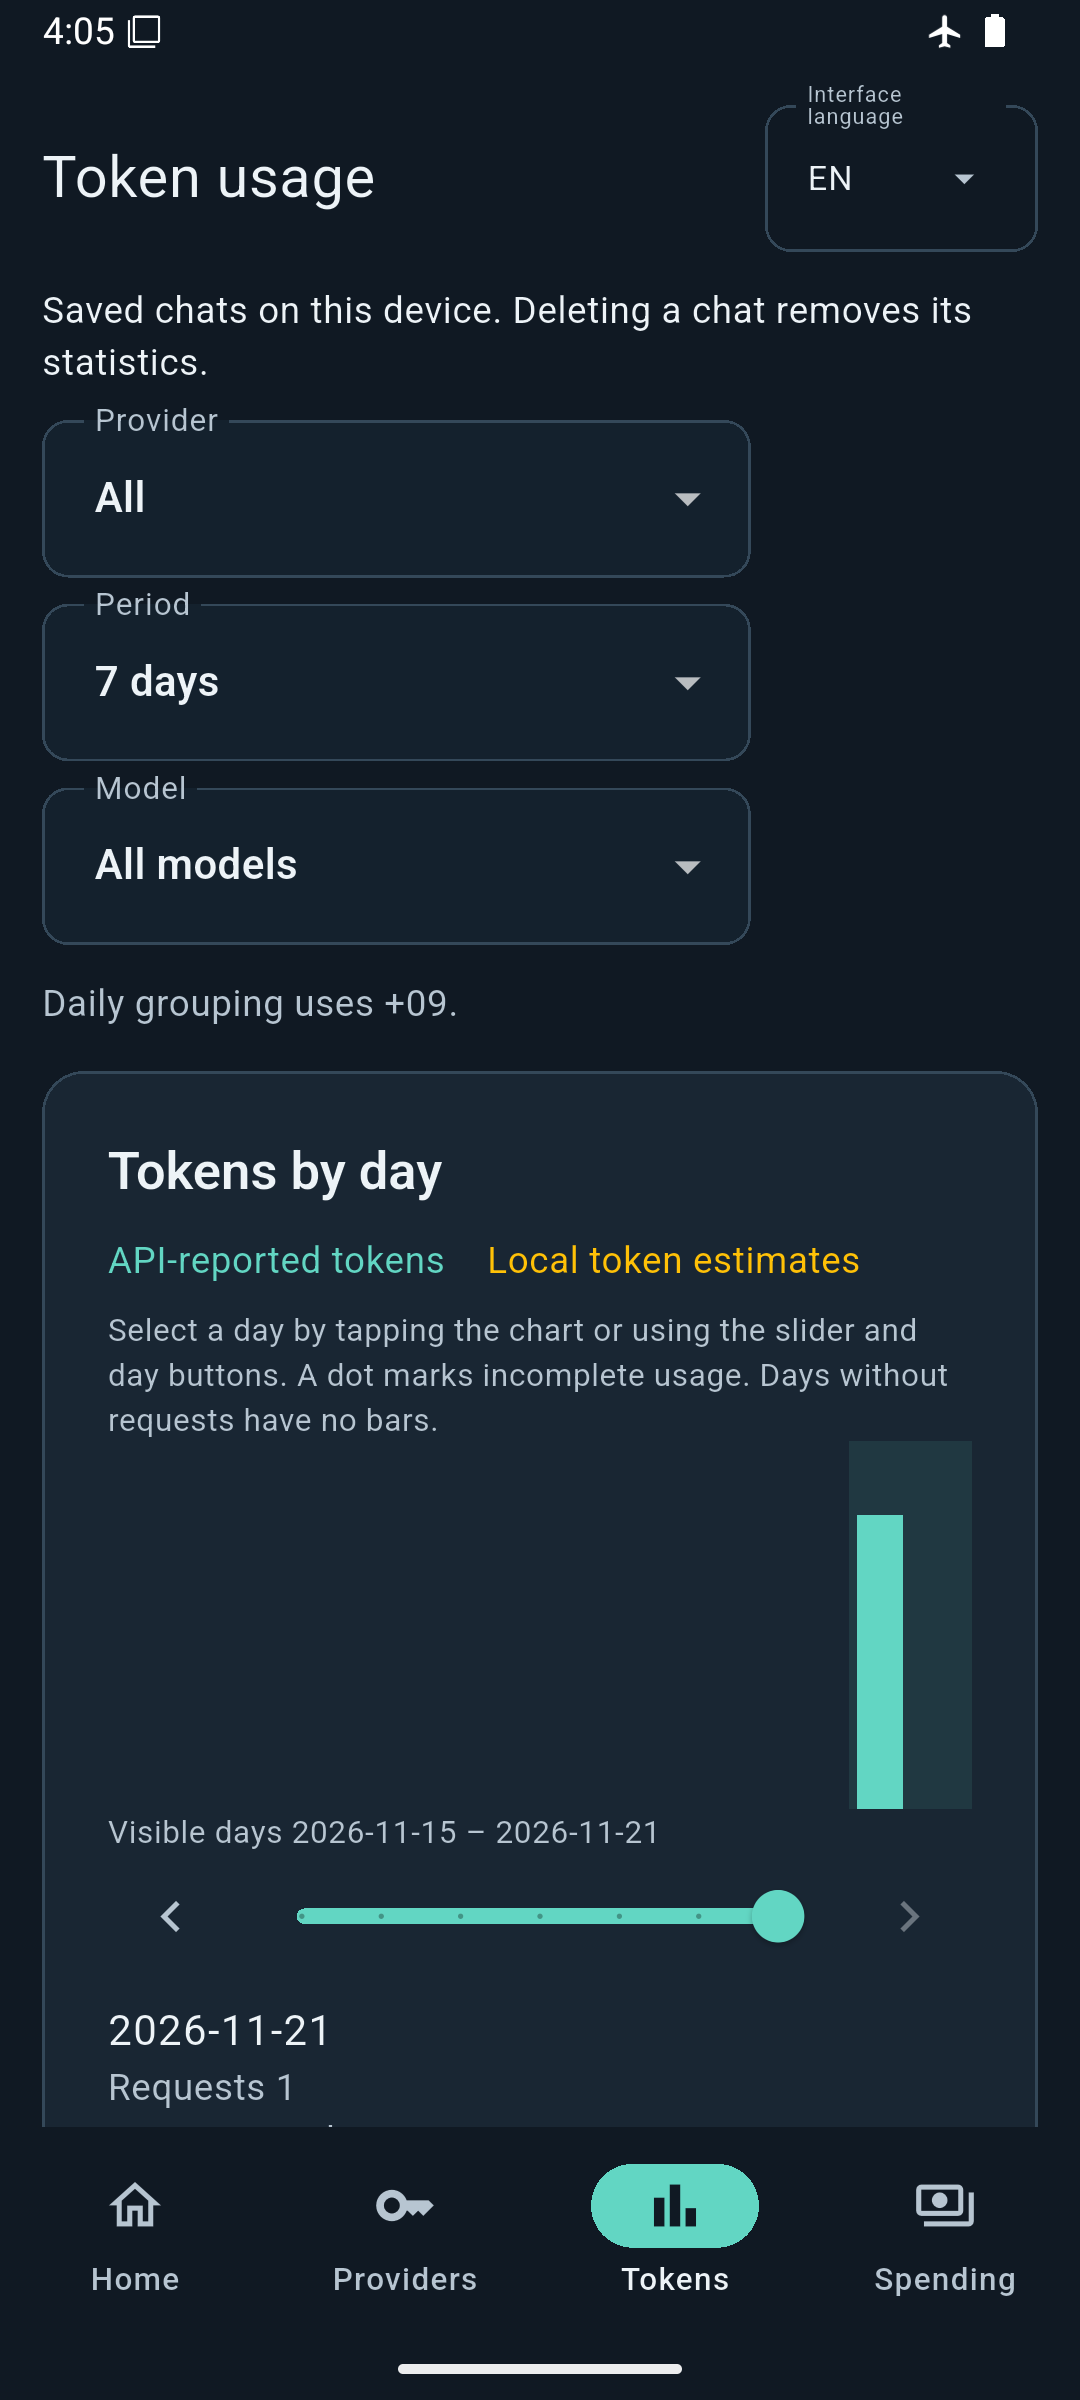 4:05
Interface
language
Token usage
EN
Saved chats on this device. Deleting a chat removes its
statistics.
Provider
All
Period
7 days
Model
All models
Daily grouping uses +09.
Tokens by day
API-reported tokens Local token estimates
Select a day by tapping the chart or using the slider and
day buttons. A dot marks incomplete usage. Days without
requests have no bars.
Visible days 2026-11-15 – 2026-11-21
2026-11-21
Requests 1
Home Providers Tokens Spending